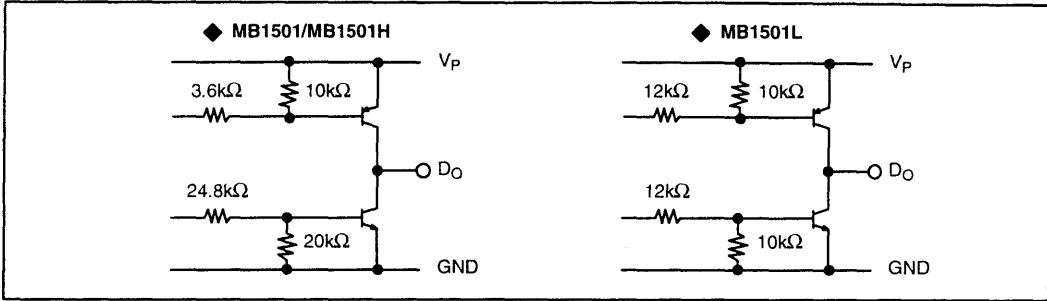 ◆ MB1501/MB1501H
VP
3.6kΩ
10kΩ
DO
24.8kΩ
20kΩ
GND
◆ MB1501L
VP
12kΩ
10kΩ
DO
12kΩ
10kΩ
GND